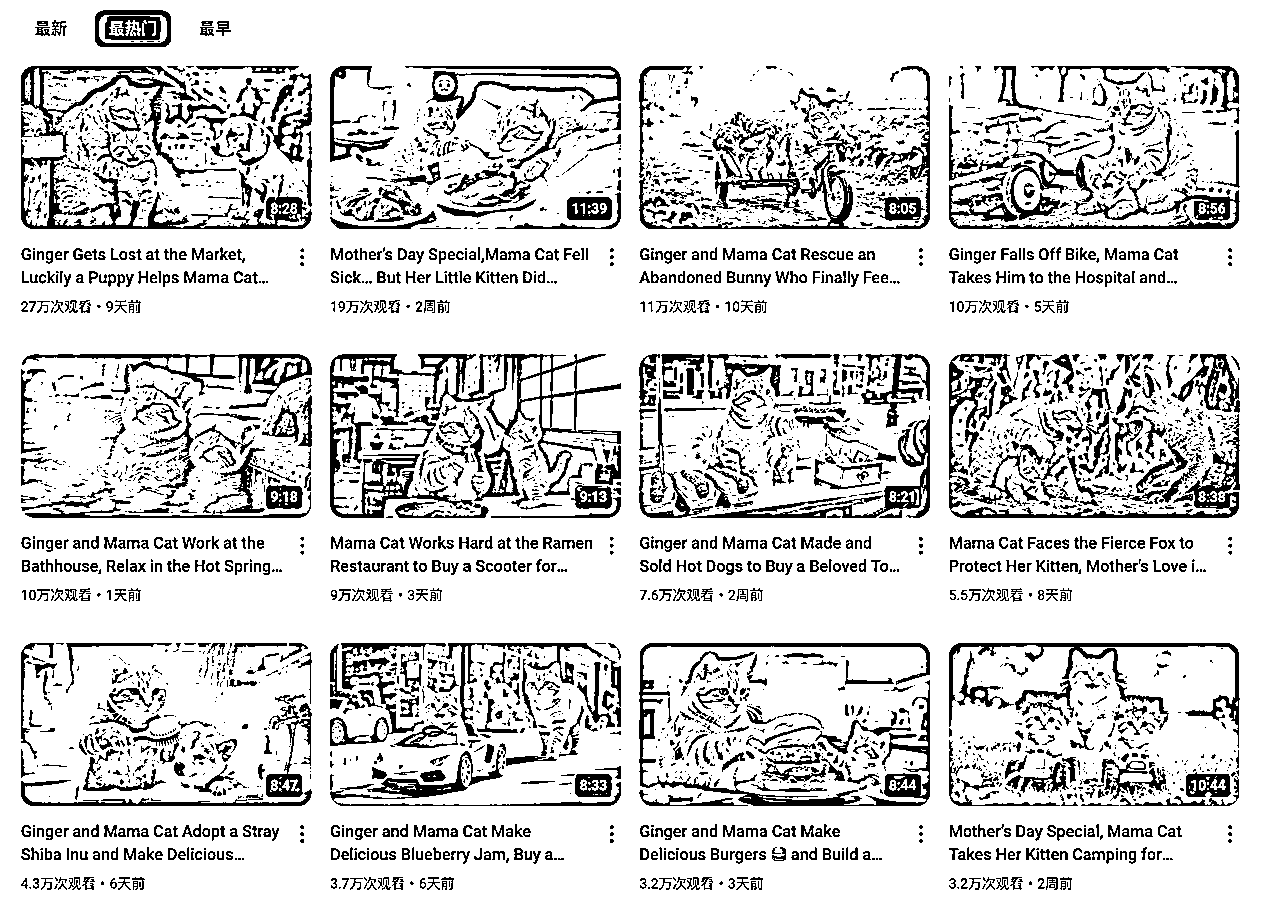 最新 最热门 最早
8:28 11:39 8:05 8:56
Ginger Gets Lost at the Market,
Luckily a Puppy Helps Mama Cat...
27万次观看・9天前
Mother's Day Special,Mama Cat Fell
Sick... But Her Little Kitten Did...
19万次观看・2周前
Ginger and Mama Cat Rescue an
Abandoned Bunny Who Finally Fee...
11万次观看・10天前
Ginger Falls Off Bike, Mama Cat
Takes Him to the Hospital and...
10万次观看・5天前
9:18 9:13 8:21 8:38
Ginger and Mama Cat Work at the
Bathhouse, Relax in the Hot Spring...
10万次观看・1天前
Mama Cat Works Hard at the Ramen
Restaurant to Buy a Scooter for...
9万次观看・3天前
Ginger and Mama Cat Made and
Sold Hot Dogs to Buy a Beloved To...
7.6万次观看・2周前
Mama Cat Faces the Fierce Fox to
Protect Her Kitten, Mother's Love i...
5.5万次观看・8天前
8:47 8:33 8:44 10:44
Ginger and Mama Cat Adopt a Stray
Shiba Inu and Make Delicious...
4.3万次观看・6天前
Ginger and Mama Cat Make
Delicious Blueberry Jam, Buy a...
3.7万次观看・6天前
Ginger and Mama Cat Make
Delicious Burgers 🍔 and Build a...
3.2万次观看・3天前
Mother's Day Special, Mama Cat
Takes Her Kitten Camping for...
3.2万次观看・2周前